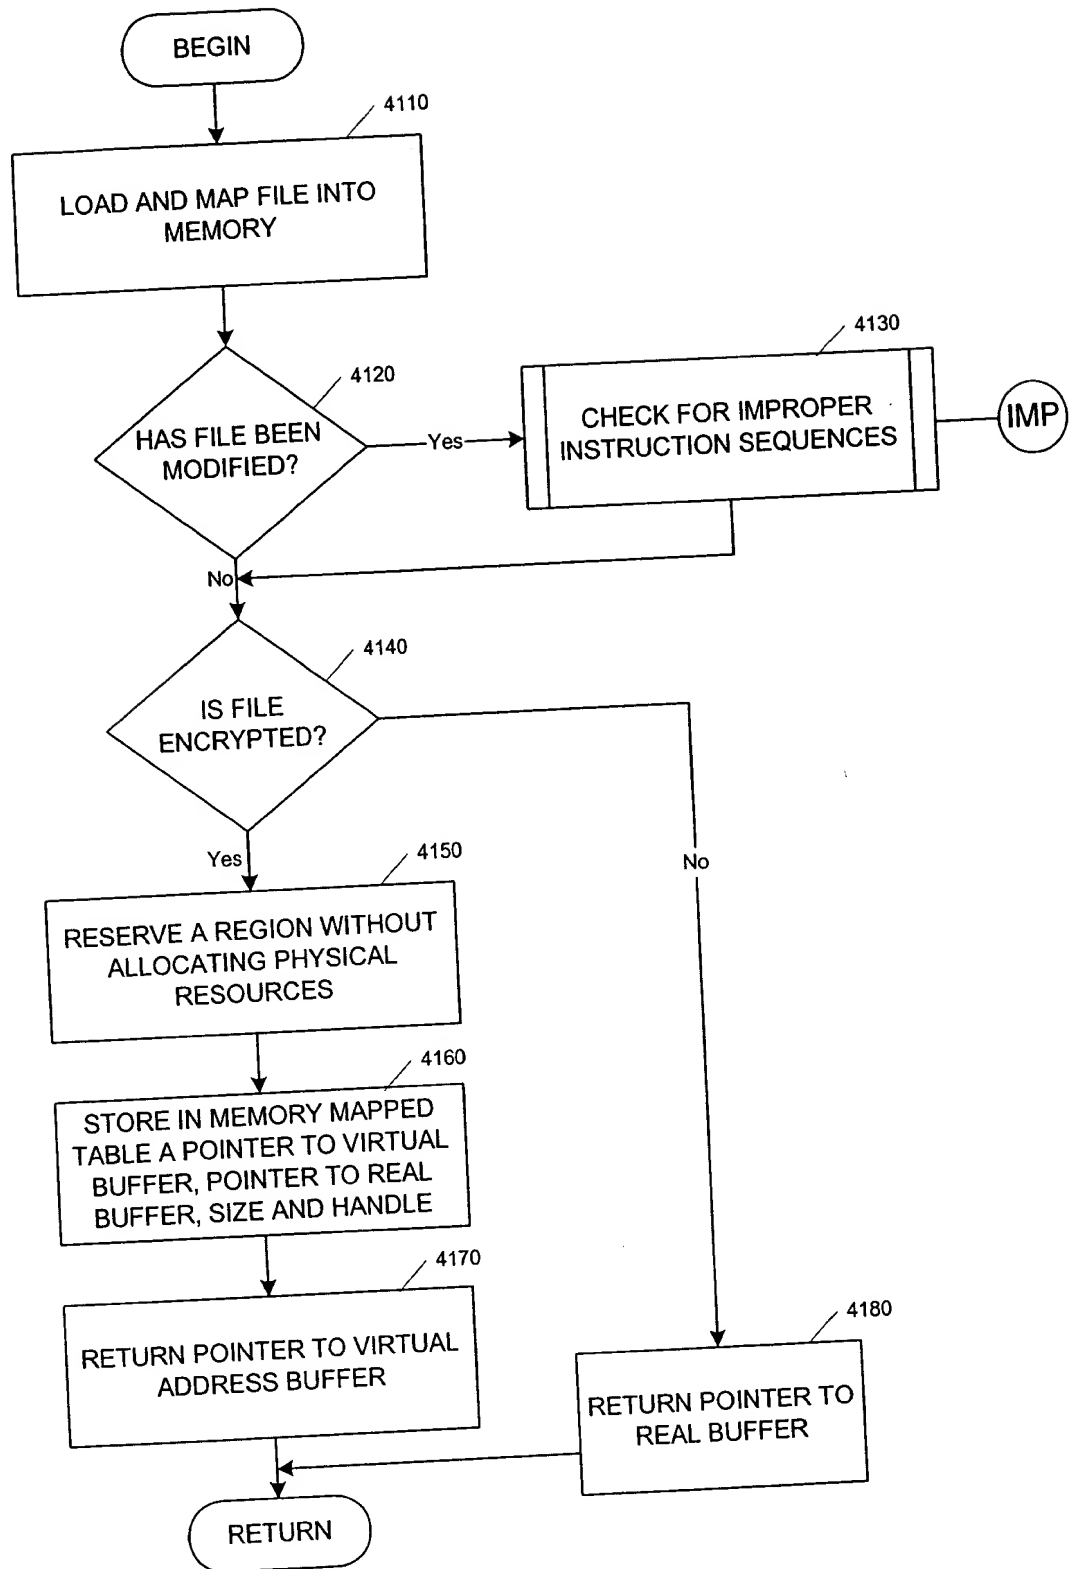 BEGIN
4110
LOAD AND MAP FILE INTO
MEMORY
4120
HAS FILE BEEN
MODIFIED?
Yes
4130
CHECK FOR IMPROPER
INSTRUCTION SEQUENCES
IMP
No
4140
IS FILE
ENCRYPTED?
Yes
No
4150
RESERVE A REGION WITHOUT
ALLOCATING PHYSICAL
RESOURCES
4160
STORE IN MEMORY MAPPED
TABLE A POINTER TO VIRTUAL
BUFFER, POINTER TO REAL
BUFFER, SIZE AND HANDLE
4170
RETURN POINTER TO VIRTUAL
ADDRESS BUFFER
4180
RETURN POINTER TO
REAL BUFFER
RETURN